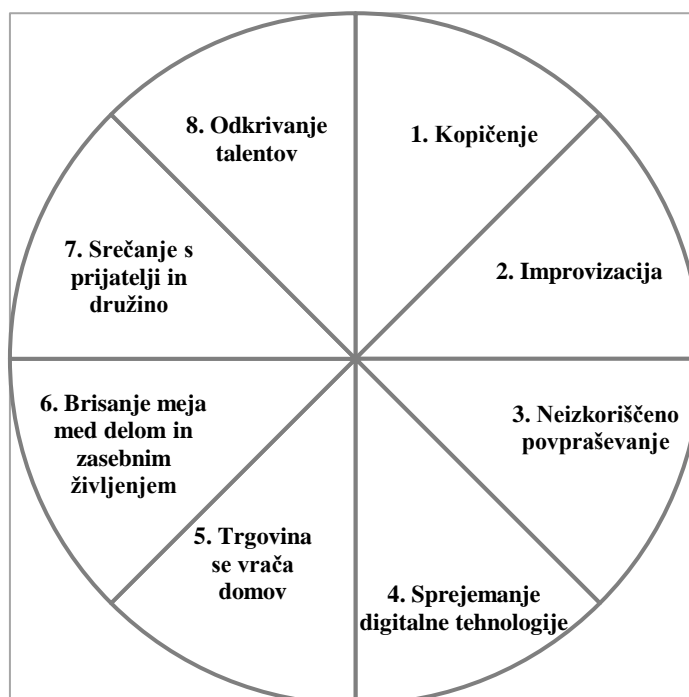 1. Kopičenje
2. Improvizacija
3. Neizkoriščeno
povpraševanje
4. Sprejemanje
digitalne tehnologije
5. Trgovina
se vrača
domov
6. Brisanje meja
med delom in
zasebnim
življenjem
7. Srečanje s
prijatelji in
družino
8. Odkrivanje
talentov